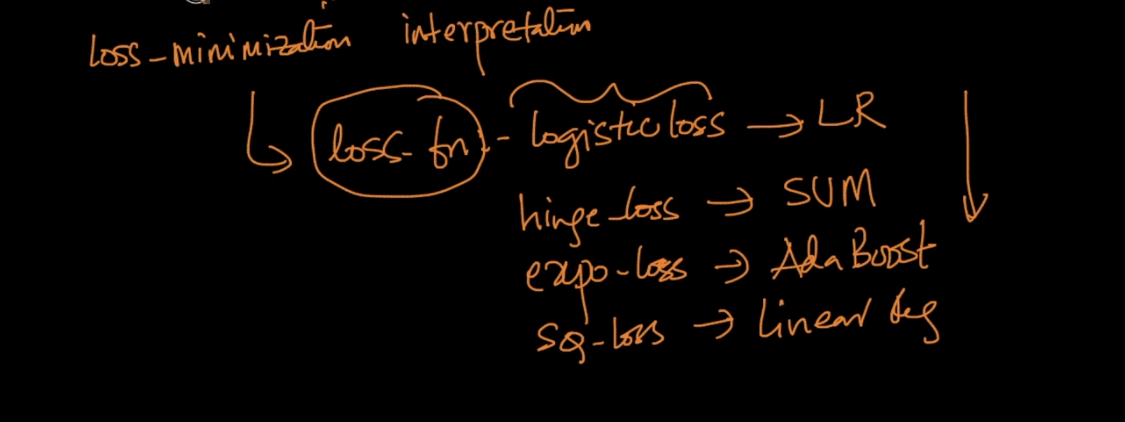 loss-minimization interpretation
loss-fn:- logistic loss → LR
hinge-loss → SVM
expo-loss → AdaBoost
sq-loss → Linear Reg